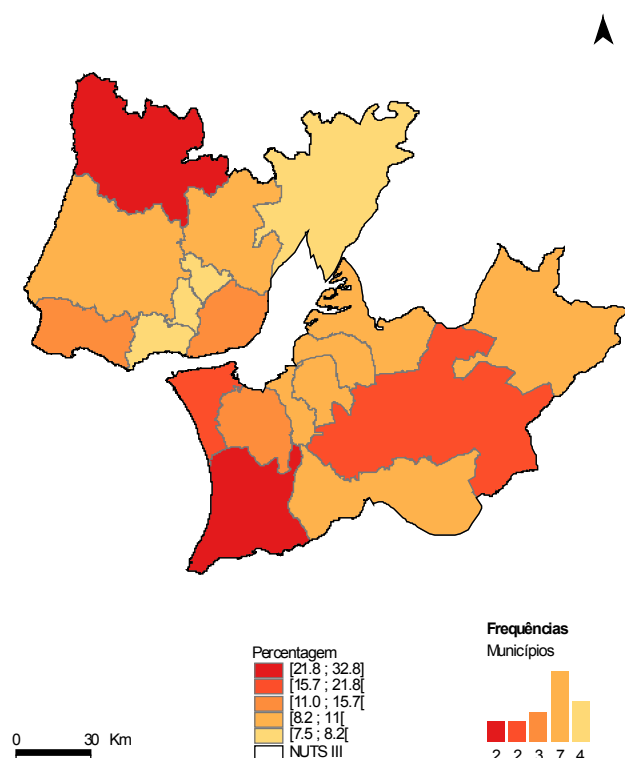 Frequências
Municípios
Percentagem
[21.8 ; 32.8]
[15.7 ; 21.8[
[11.0 ; 15.7[
[8.2 ; 11[
[7.5 ; 8.2[
NUTS III
0 30 Km
2 2 3 7 4